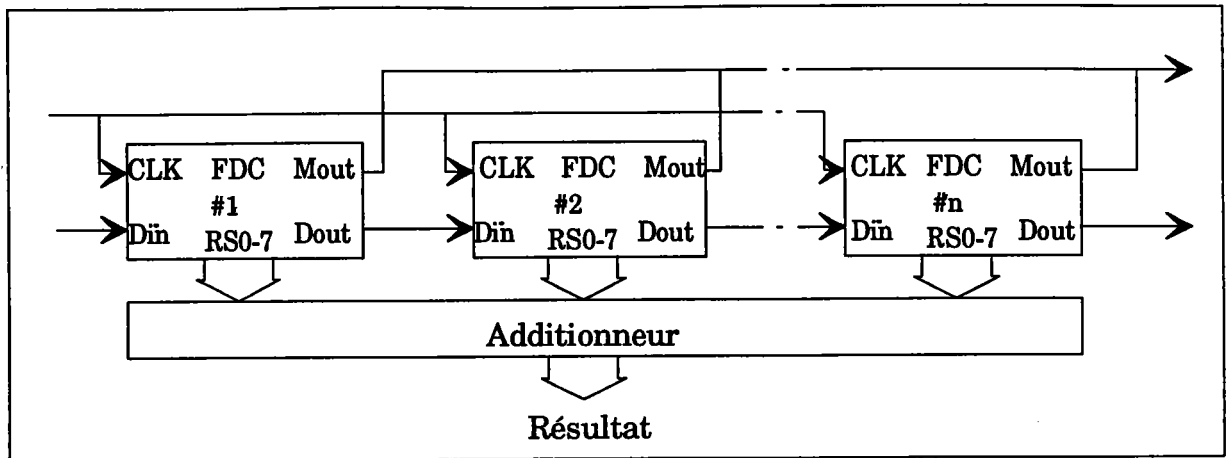 CLK FDC Mout
#1
Din RS0-7 Dout
CLK FDC Mout
#2
Din RS0-7 Dout
CLK FDC Mout
#n
Din RS0-7 Dout
Additionneur
Résultat